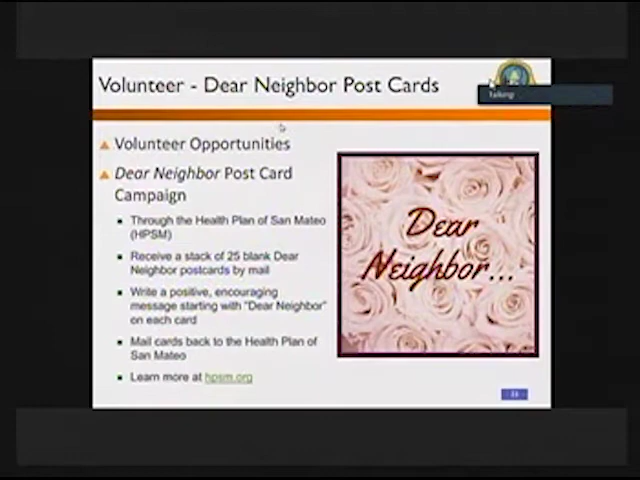 Volunteer - Dear Neighbor Post Cards
Talking:
Volunteer Opportunities
Dear Neighbor Post Card
Campaign
Through the Health Plan of San Mateo
(HPSM)
Receive a stack of 25 blank Dear
Neighbor postcards by mail
Write a positive, encouraging
message starting with "Dear Neighbor"
on each card
Mail cards back to the Health Plan of
San Mateo
Learn more at hpsm.org
Dear
Neighbor...